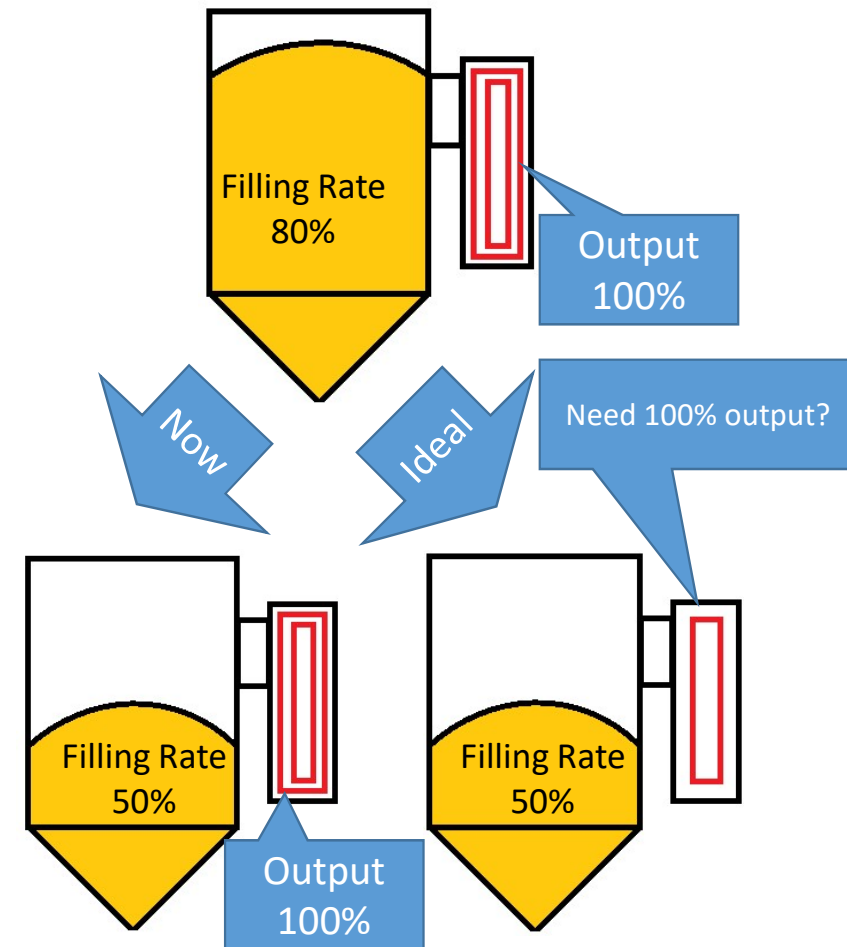 Filling Rate
80%
Output
100%
Now
Ideal
Need 100% output?
Filling Rate
50%
Output
100%
Filling Rate
50%